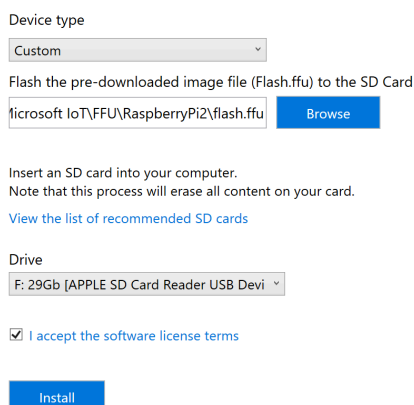 Device type
Custom
Flash the pre-downloaded image file (Flash.ffu) to the SD Card
Microsoft IoT\FFU\RaspberryPi2\flash.ffu
Browse
Insert an SD card into your computer.
Note that this process will erase all content on your card.
View the list of recommended SD cards
Drive
F: 29Gb [APPLE SD Card Reader USB Devi
I accept the software license terms
Install